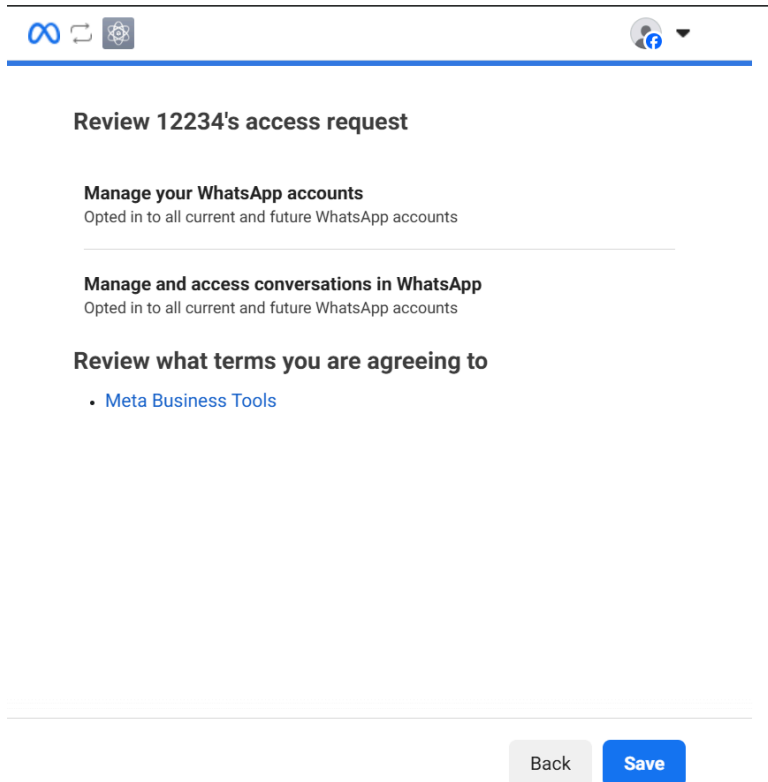 Review 12234's access request
Manage your WhatsApp accounts
Opted in to all current and future WhatsApp accounts
Manage and access conversations in WhatsApp
Opted in to all current and future WhatsApp accounts
Review what terms you are agreeing to
• Meta Business Tools
Back
Save